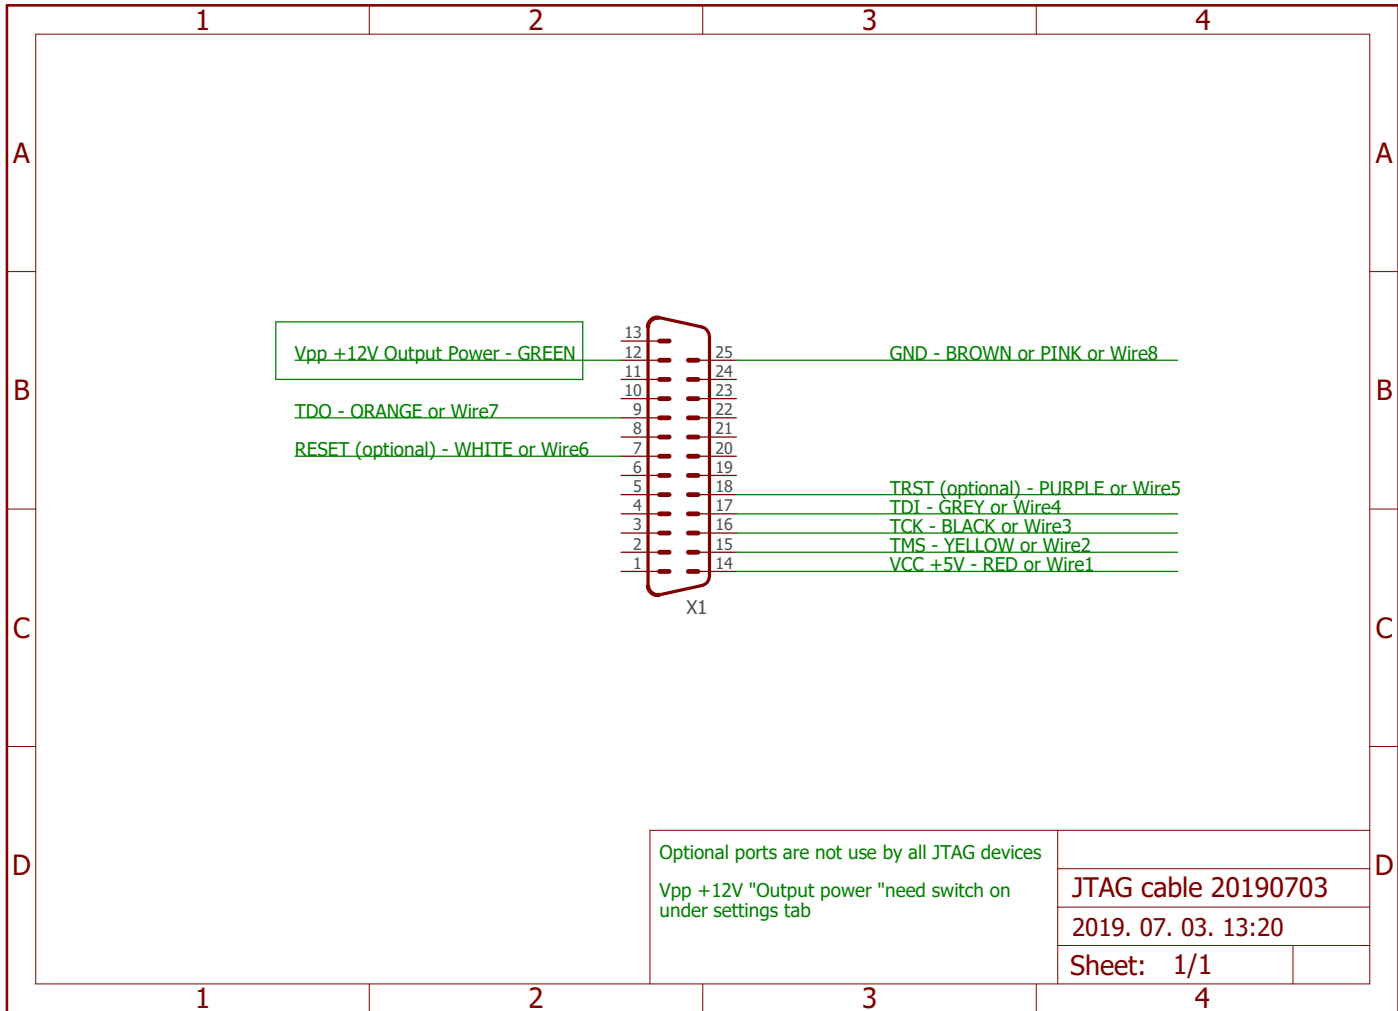 1 2 3 4
A A
13
Vpp +12V Output Power - GREEN 12 25 GND - BROWN or PINK or Wire8
11 24
B 10 23 B
TDO - ORANGE or Wire7 9 22
8 21
RESET (optional) - WHITE or Wire6 7 20
6 19
5 18 TRST (optional) - PURPLE or Wire5
4 17 TDI - GREY or Wire4
3 16 TCK - BLACK or Wire3
2 15 TMS - YELLOW or Wire2
1 14 VCC +5V - RED or Wire1
X1
C C
Optional ports are not use by all JTAG devices
D D
Vpp +12V "Output power "need switch on
under settings tab
JTAG cable 20190703
2019. 07. 03. 13:20
Sheet: 1/1
1 2 3 4